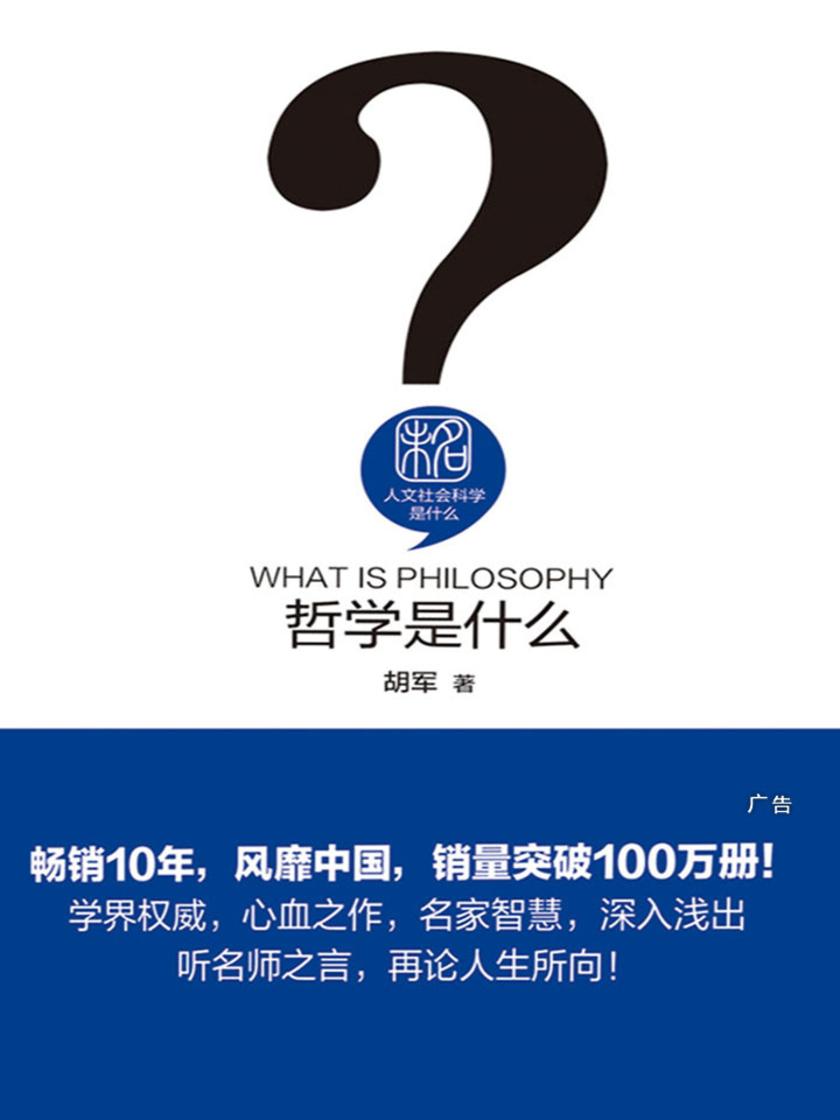 ?
未名
人文社会科学
是什么
WHAT IS PHILOSOPHY
哲学是什么
胡军 著
广告
畅销10年，风靡中国，销量突破100万册！
学界权威，心血之作，名家智慧，深入浅出
听名师之言，再论人生所向！